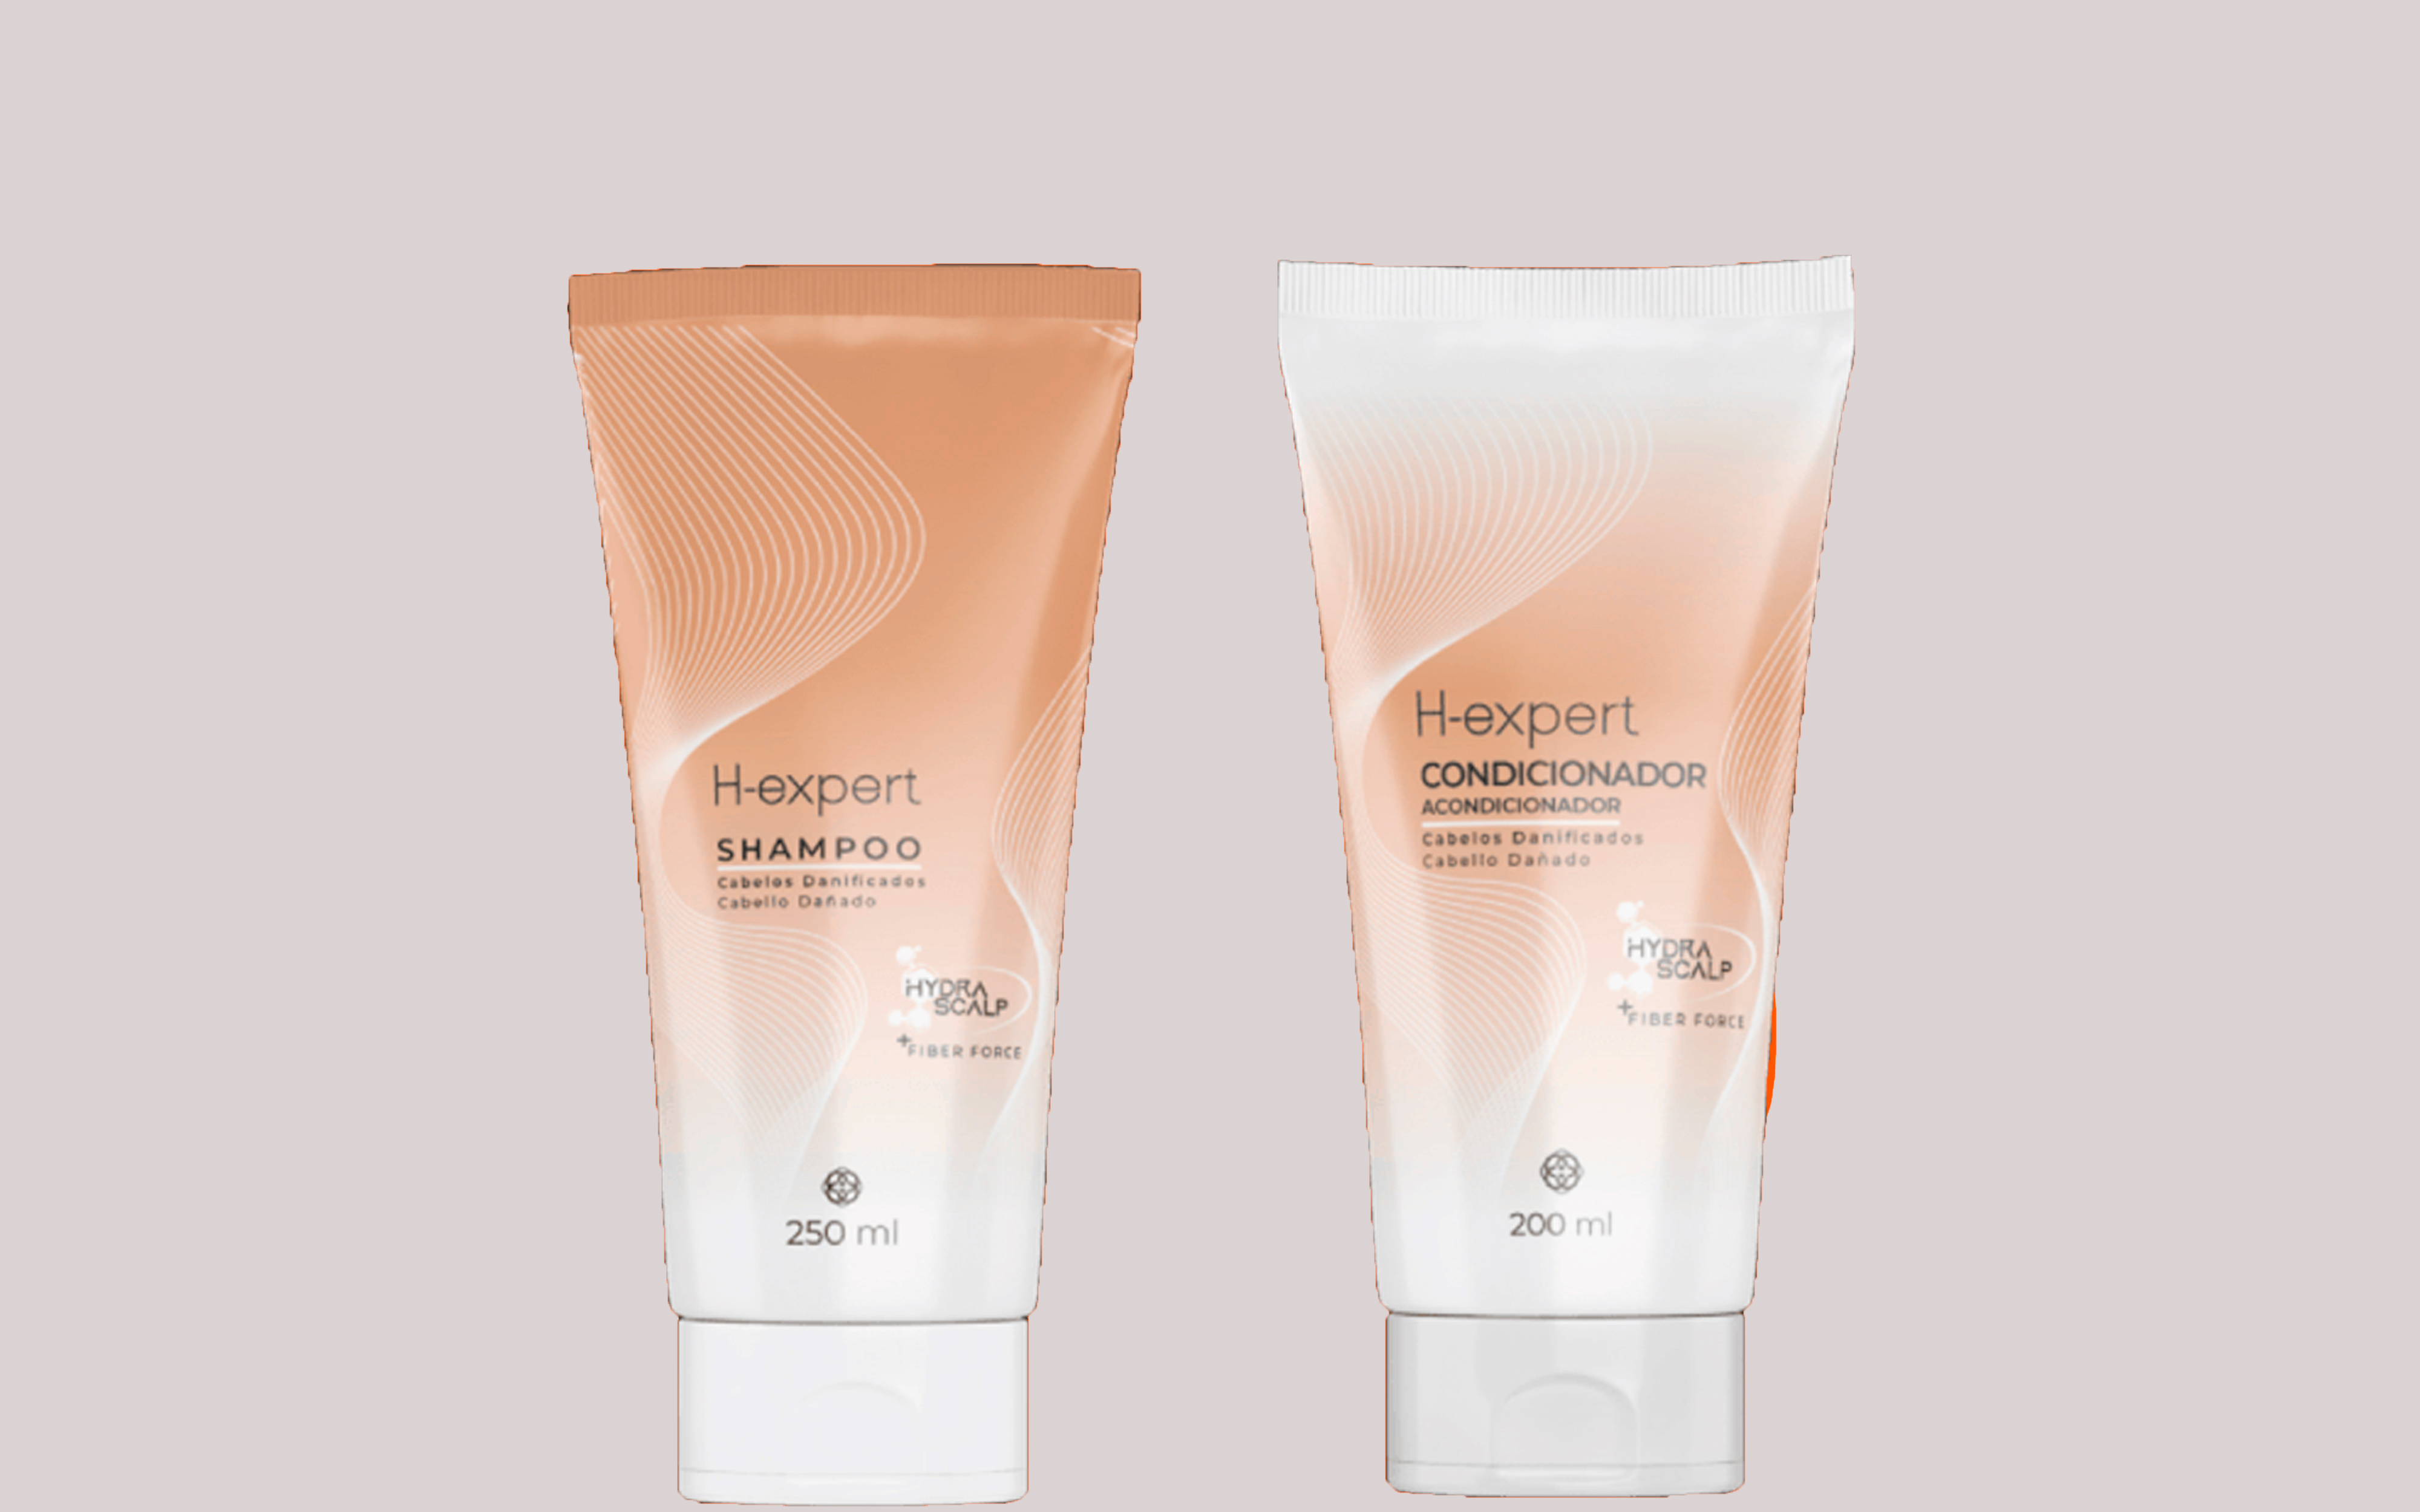 H-expert
SHAMPOO
Cabelos Danificados
Cabello Dañado
HYDRA
SCALP
+FIBER FORCE
250 ml
H-expert
CONDICIONADOR
ACONDICIONADOR
Cabelos Danificados
Cabello Dañado
HYDRA
SCALP
+FIBER FORCE
200 ml